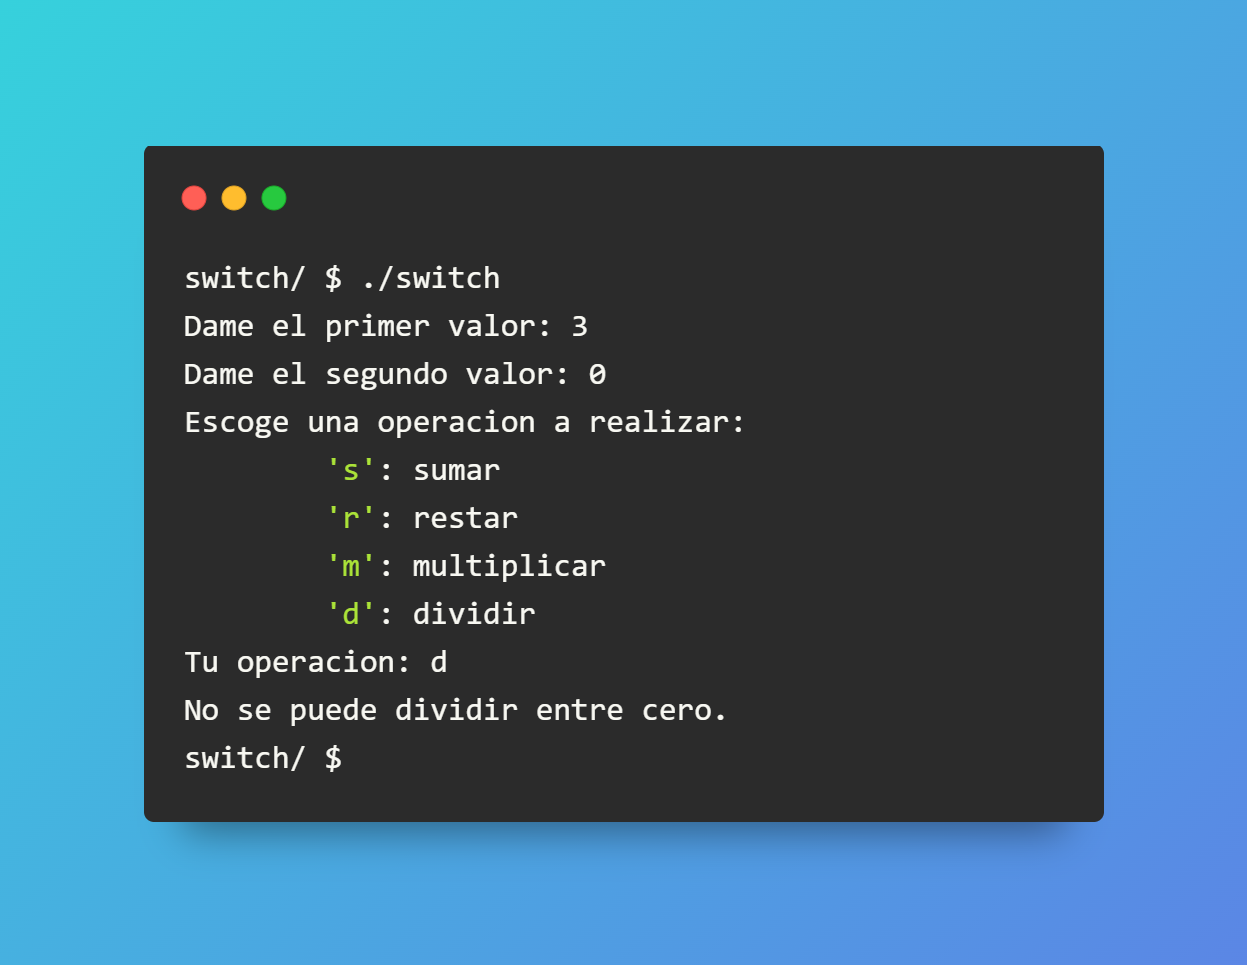 switch/ $ ./switch
Dame el primer valor: 3
Dame el segundo valor: 0
Escoge una operacion a realizar:
's': sumar
'r': restar
'm': multiplicar
'd': dividir
Tu operacion: d
No se puede dividir entre cero.
switch/ $